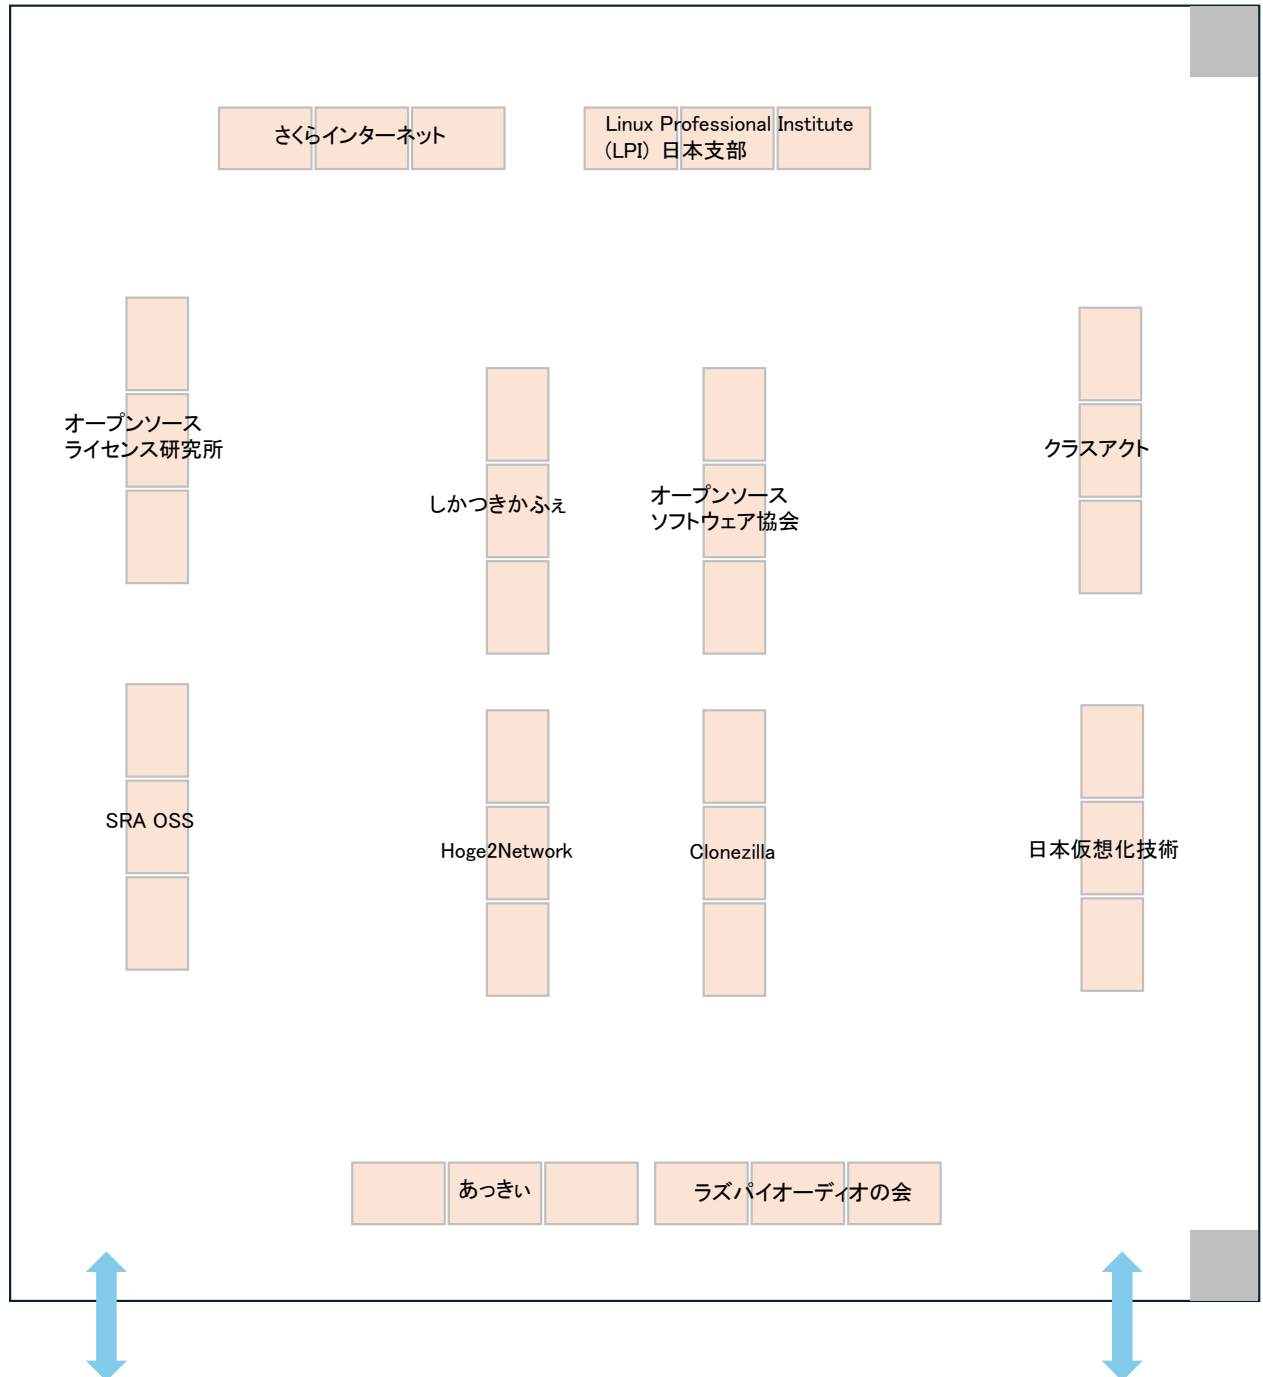 さくらインターネット
Linux Professional Institute
(LPI) 日本支部
オープンソース
ライセンス研究所
しかつきかふぇ
オープンソース
ソフトウェア協会
クラスアクト
SRA OSS
Hoge2Network
Clonezilla
日本仮想化技術
あっきぃ
ラズパイオーディオの会